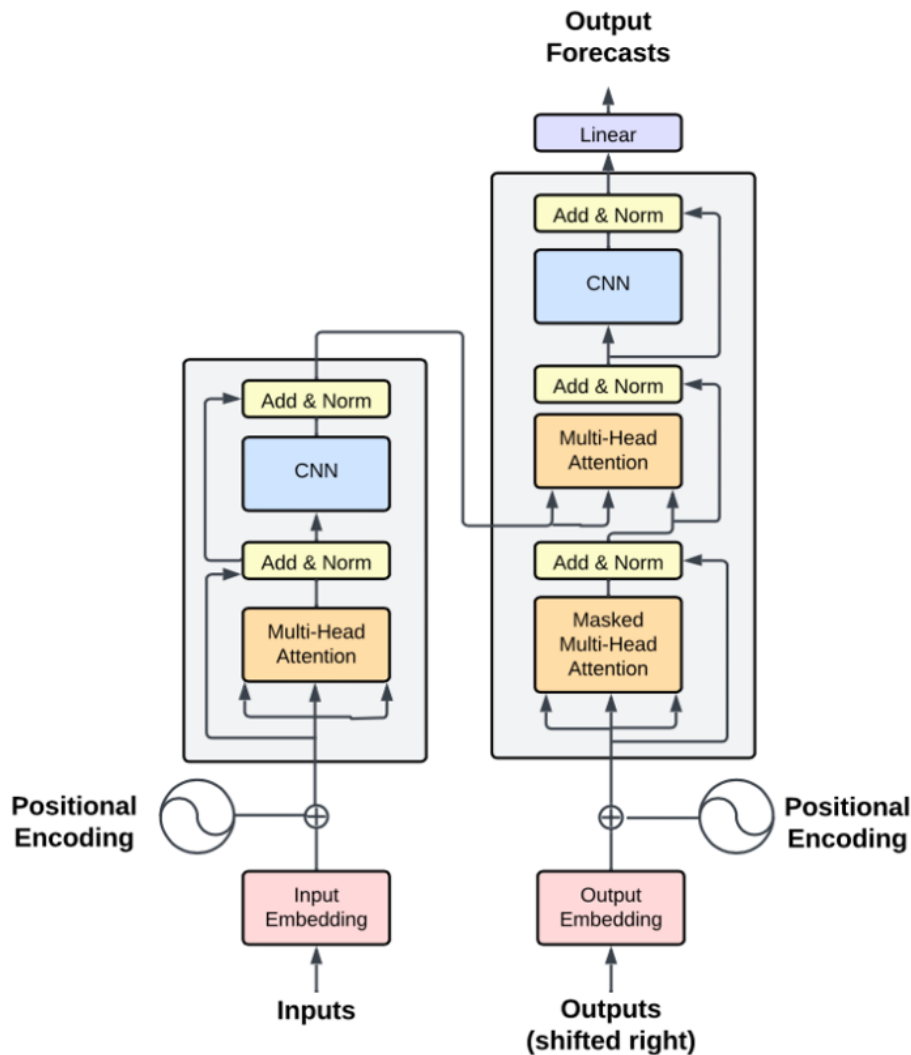 Output
Forecasts
Linear
Add & Norm
CNN
Add & Norm
Multi-Head
Attention
Add & Norm
Masked
Multi-Head
Attention
Add & Norm
CNN
Add & Norm
Multi-Head
Attention
Positional
Encoding
Positional
Encoding
Input
Embedding
Output
Embedding
Inputs
Outputs
(shifted right)